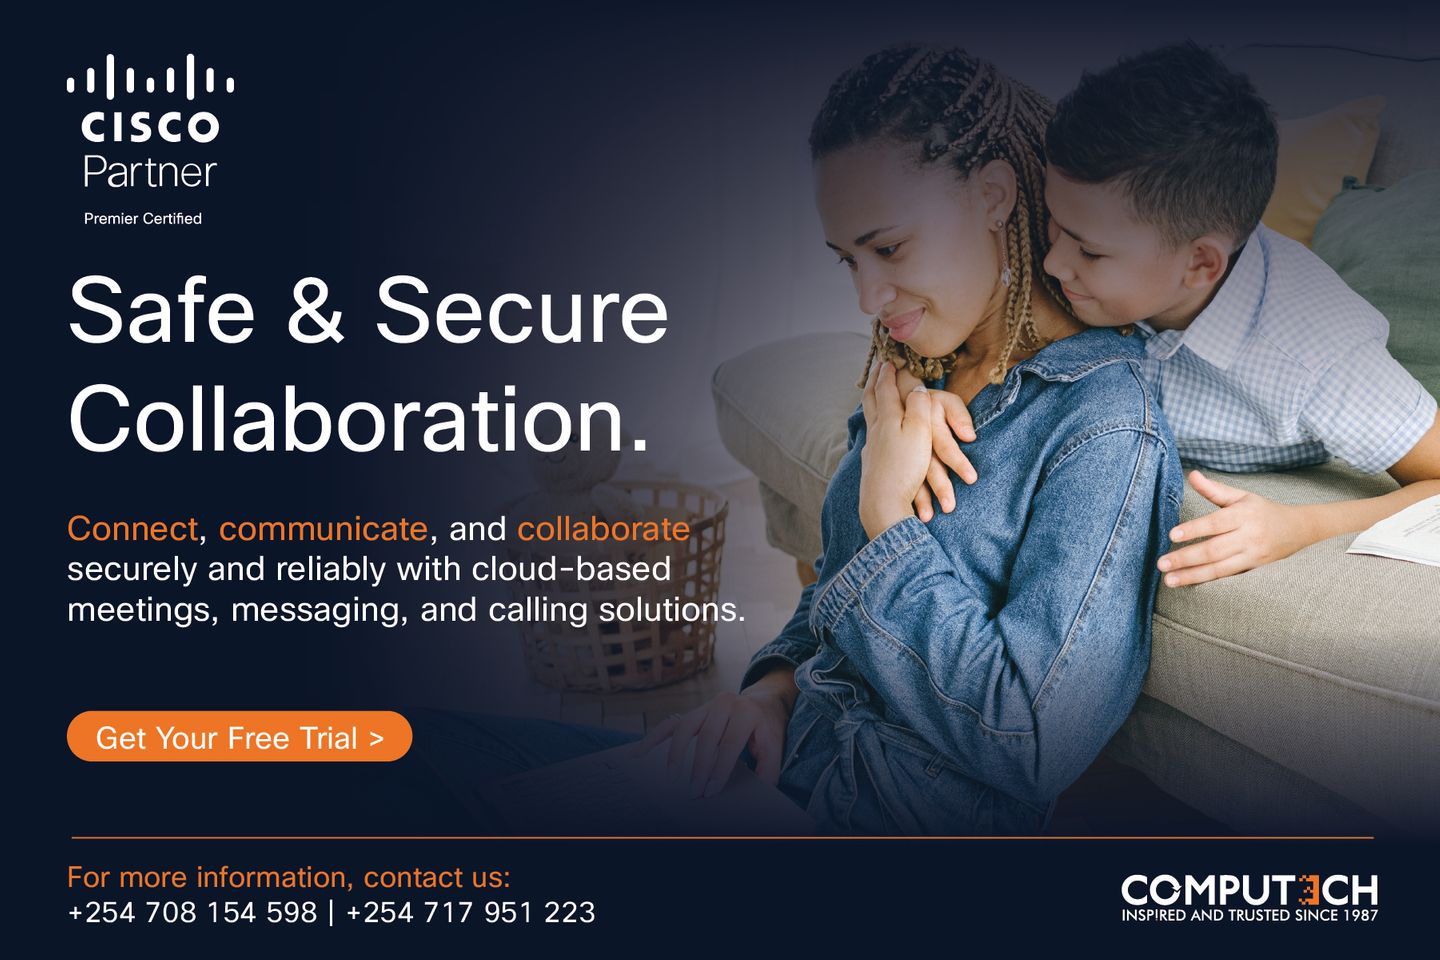 CISCO
Partner
Premier Certified
Safe & Secure
Collaboration.
Connect, communicate, and collaborate
securely and reliably with cloud-based
meetings, messaging, and calling solutions.
Get Your Free Trial >
For more information, contact us:
+254 708 154 598 | +254 717 951 223
COMPUTECH
INSPIRED AND TRUSTED SINCE 1987